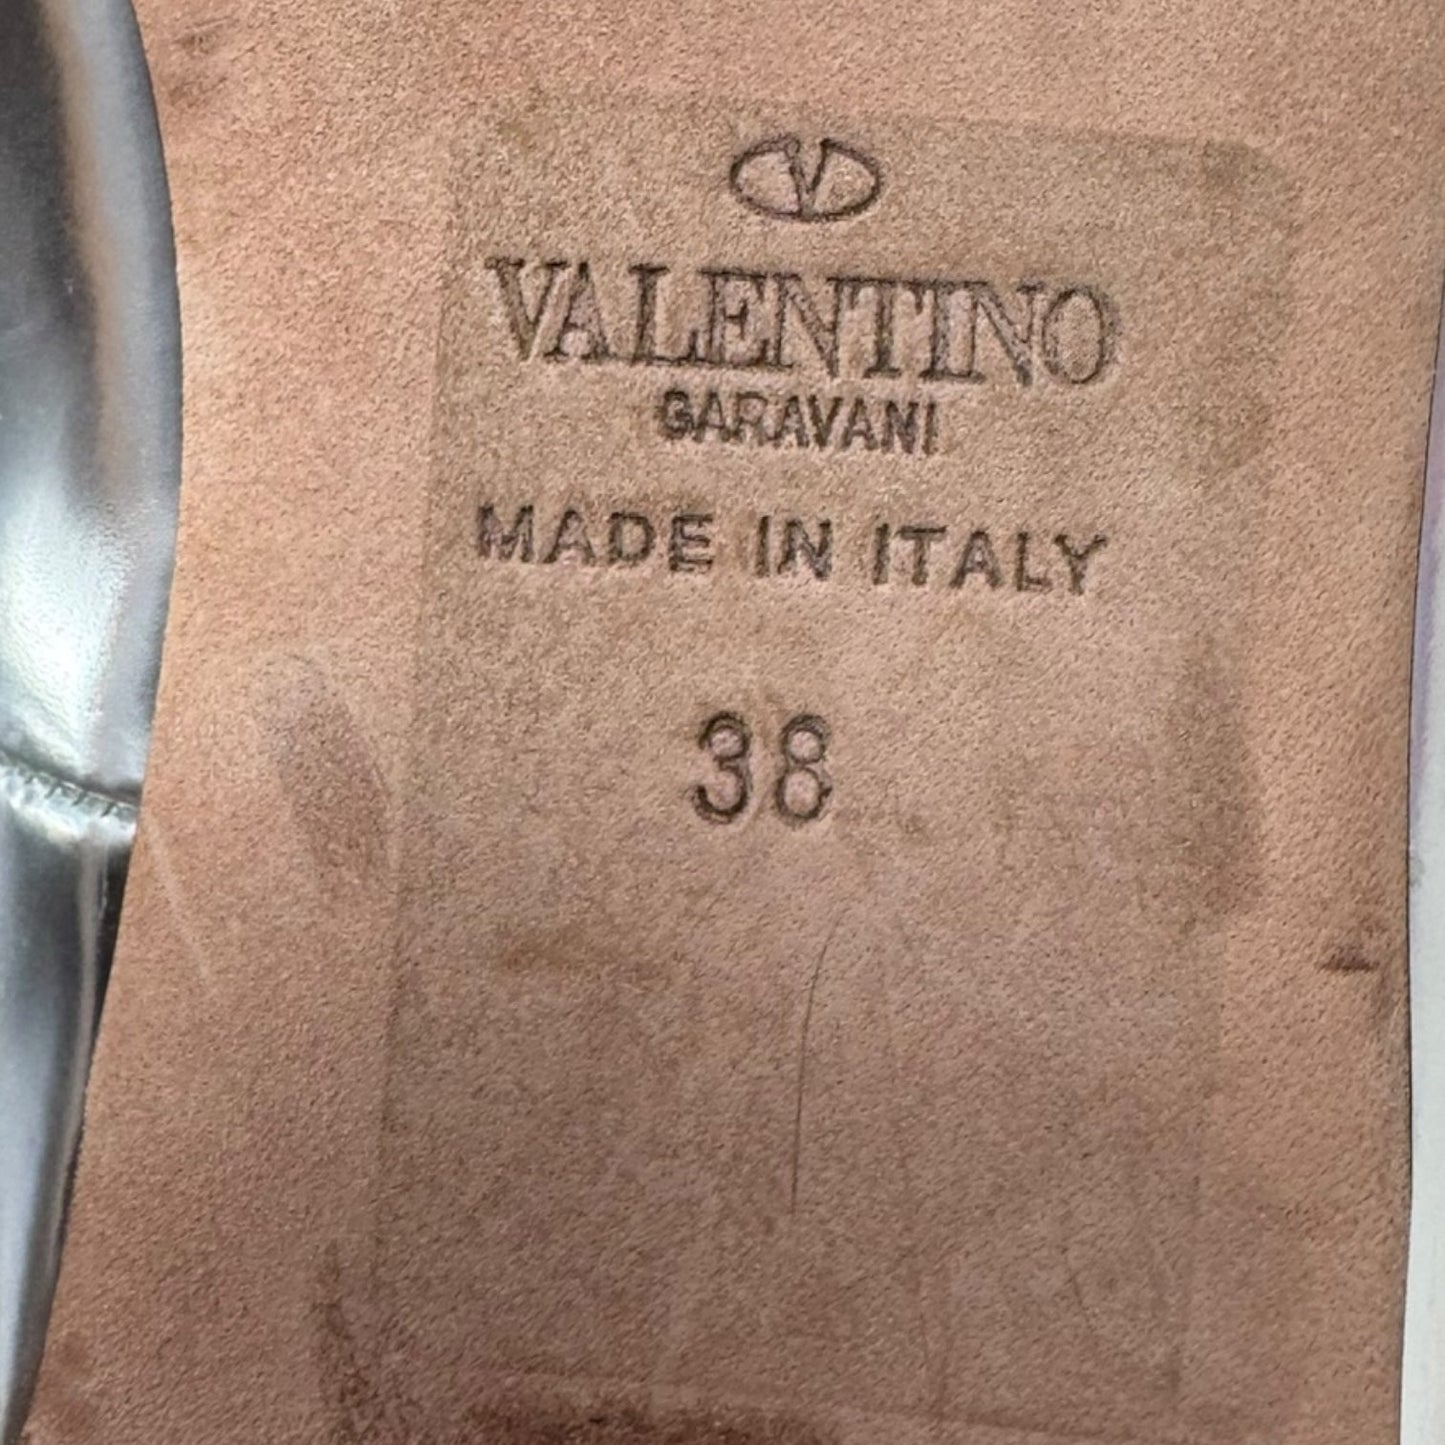 V
VALENTINO
GARAVANI
MADE IN ITALY
38